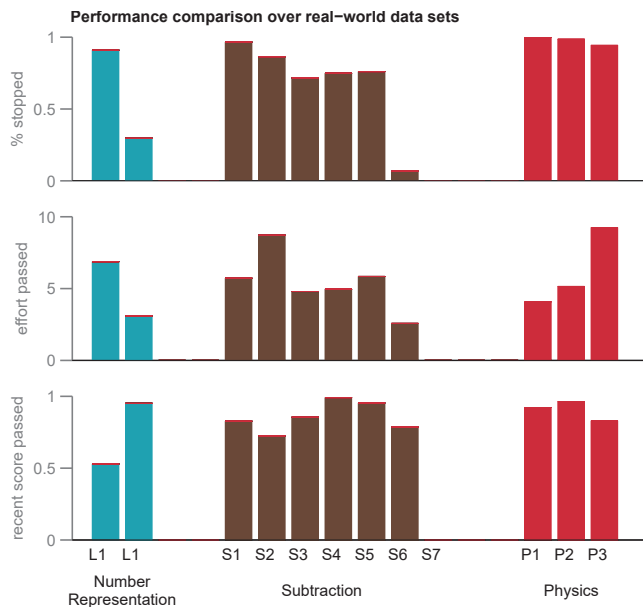 Performance comparison over real−world data sets
% stopped
1
0.5
0
effort passed
10
5
0
recent score passed
1
0.5
0
L1 L1 S1 S2 S3 S4 S5 S6 S7 P1 P2 P3
Number Representation
Subtraction
Physics